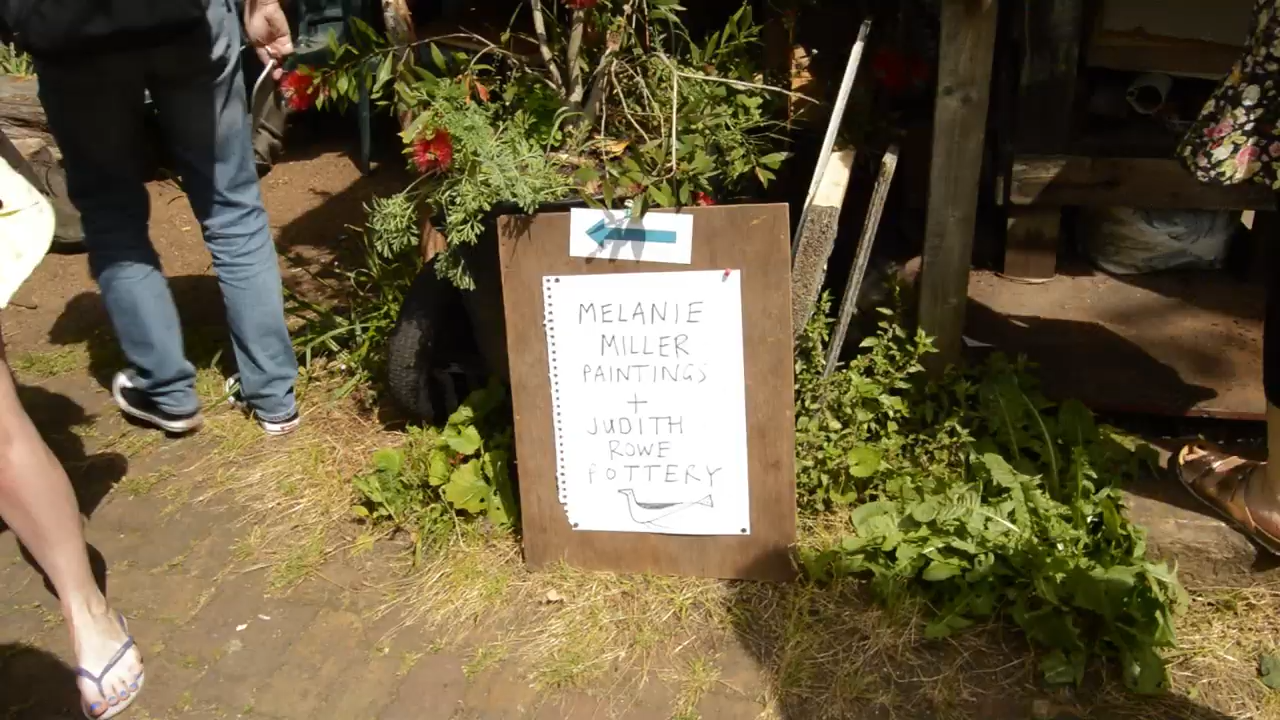 MELANIE
MILLER
PAINTINGS
+
JUDITH
ROWE
POTTERY